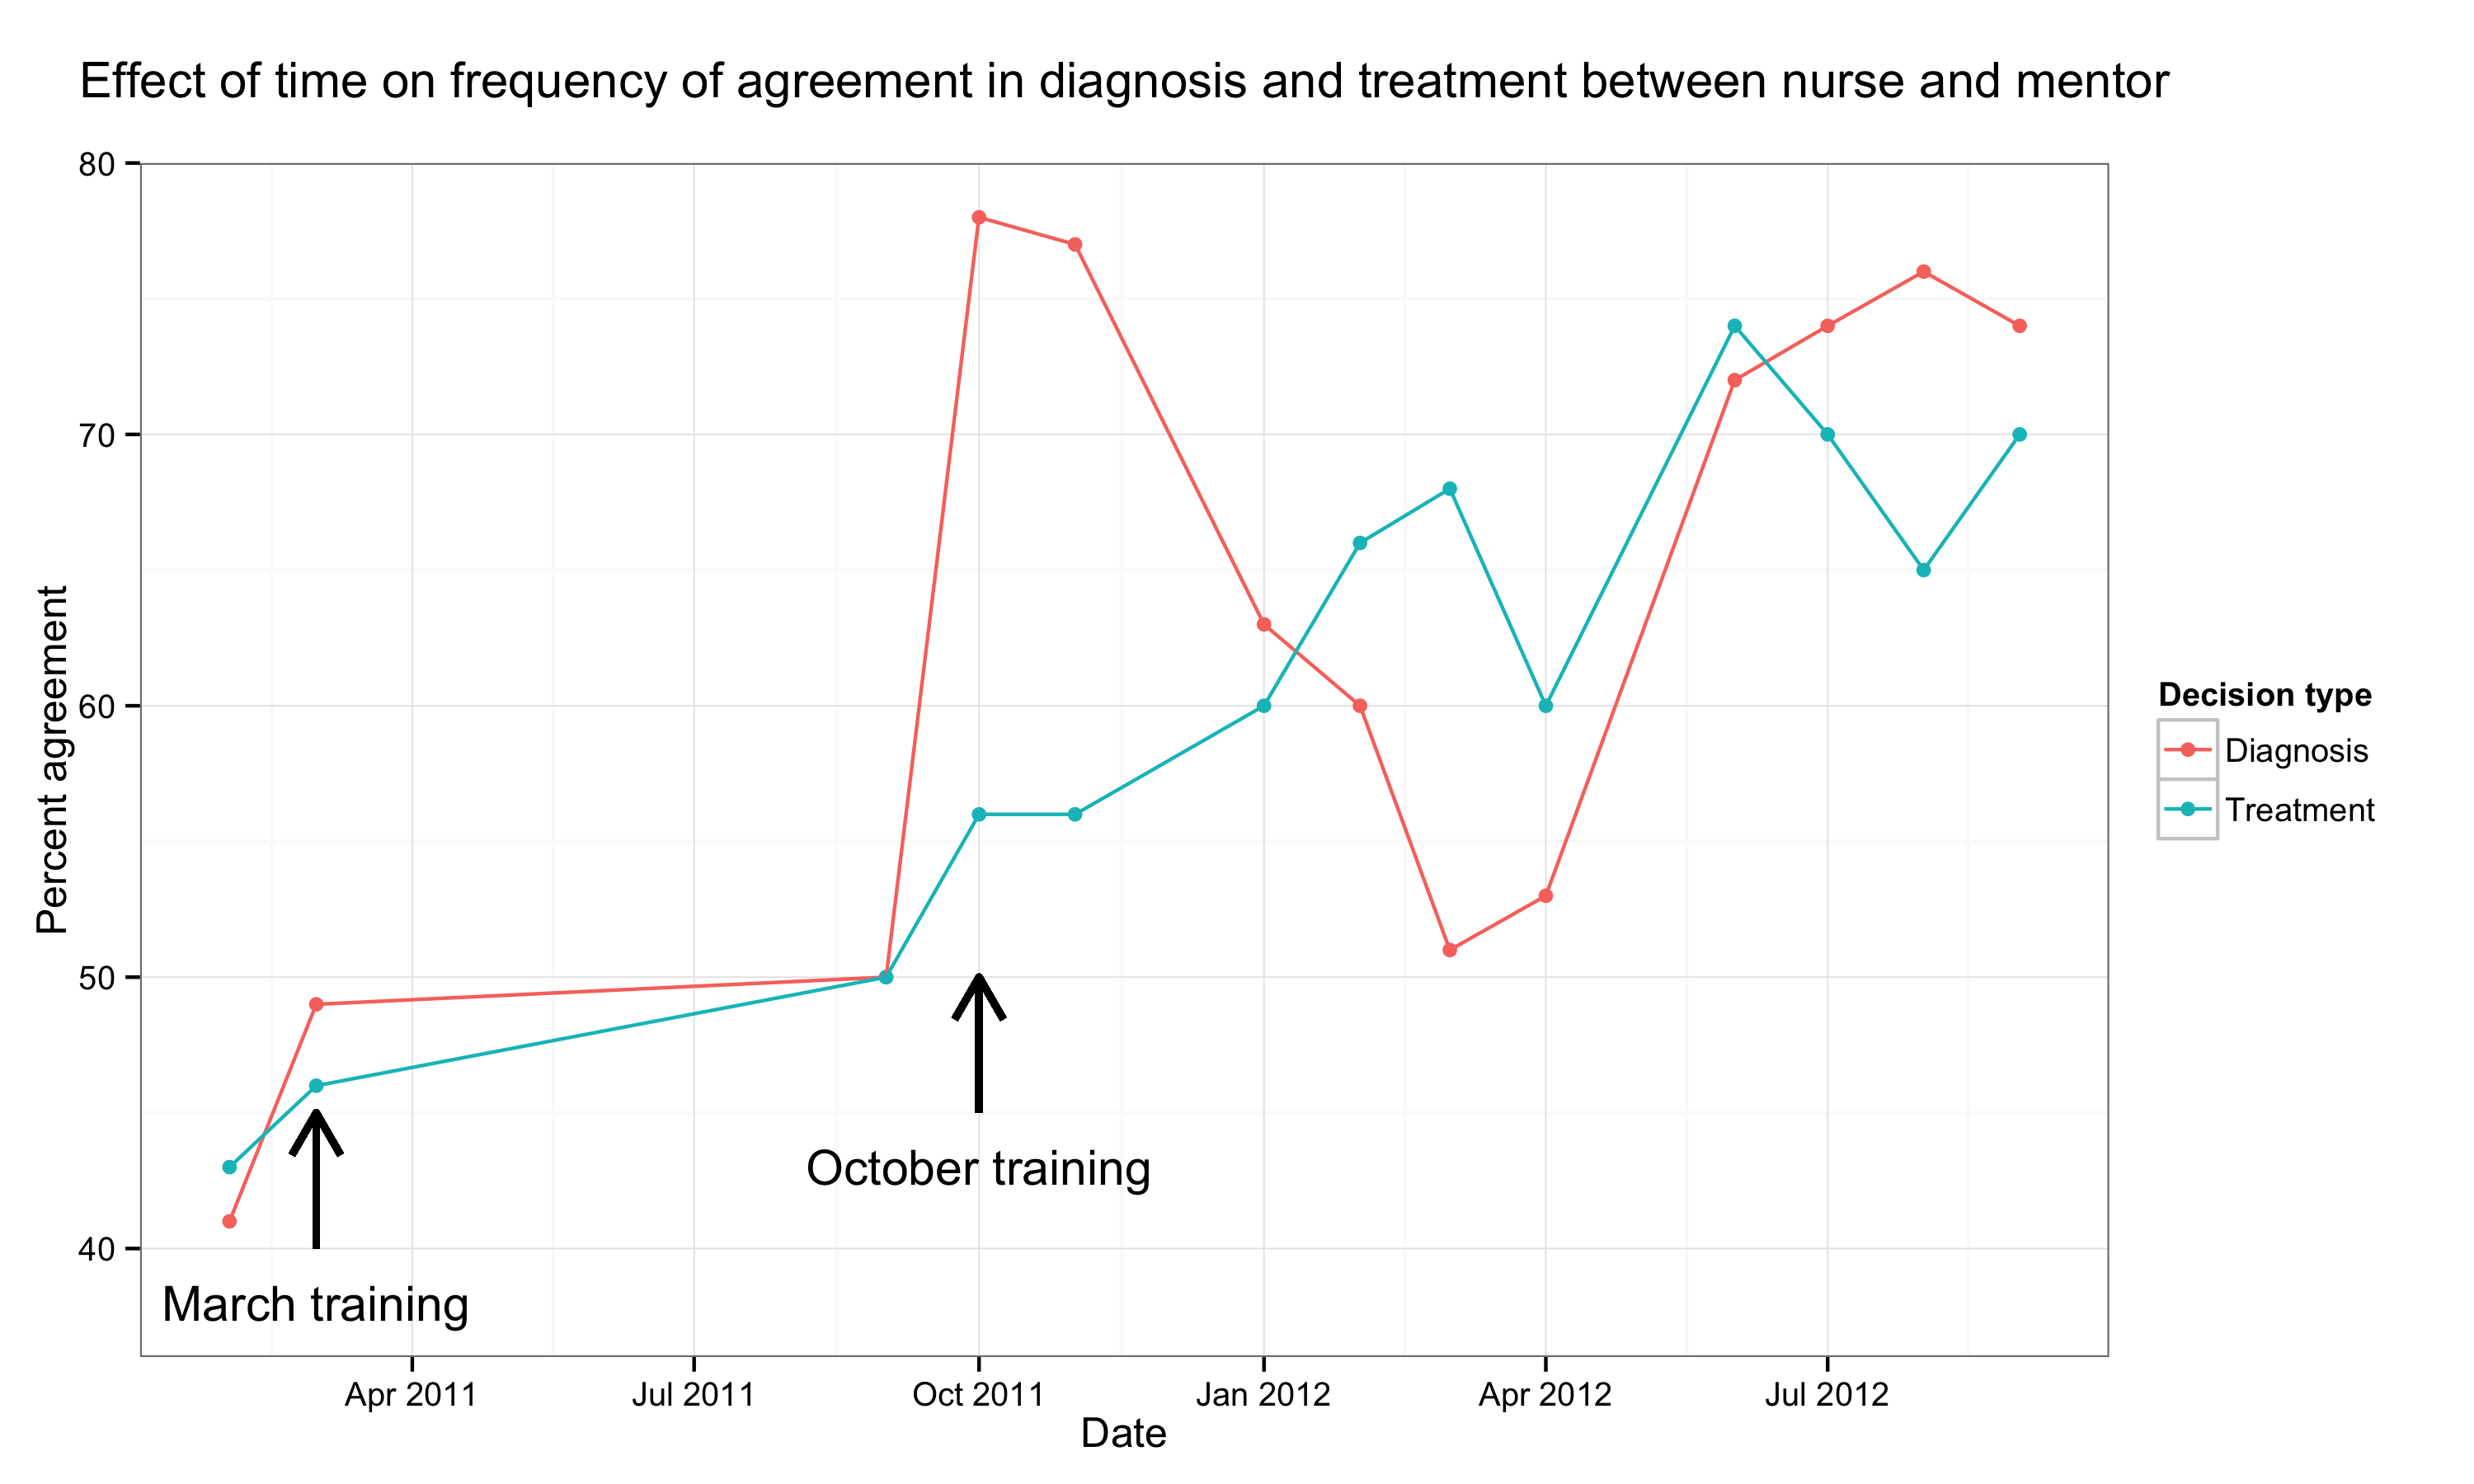 Effect of time on frequency of agreement in diagnosis and treatment between nurse and mentor
80
70
60
50
40
Percent agreement
March training
October training
Apr 2011
Jul 2011
Oct 2011
Jan 2012
Apr 2012
Jul 2012
Date
Decision type
Diagnosis
Treatment